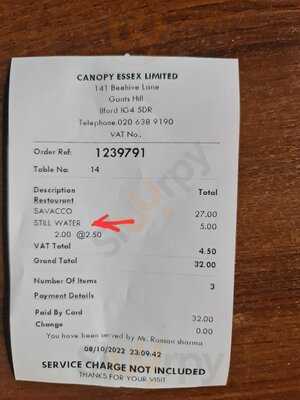 CANOPY ESSEX LIMITED
141 Beehive Lane
Gants Hill
Ilford IG4 5DR
Telephone:020 638 9190
VAT No.:
Order Ref: 1239791
Table No: 14
Description Total
Restaurant
SAVACCO 27.00
STILL WATER 5.00
2.00 @2.50
VAT Total 4.50
Grand Total 32.00
Number Of Items 3
Payment Details
Paid By Card 32.00
Change 0.00
You have been served by Mr. Raman sharma
08/10/2022 23:09:42
SERVICE CHARGE NOT INCLUDED
THANKS FOR YOUR VISIT